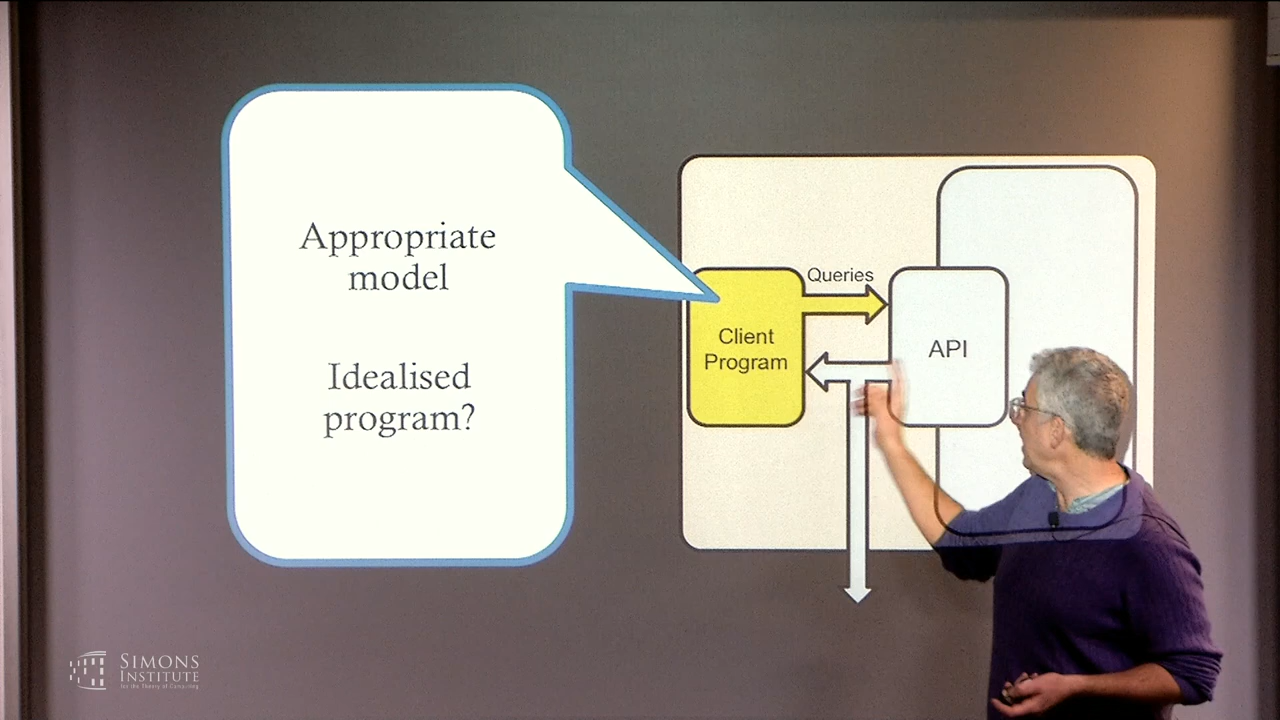 Appropriate
model
Idealised
program?
Queries
Client
Program
API
SIMONS
INSTITUTE
for the Theory of Computing